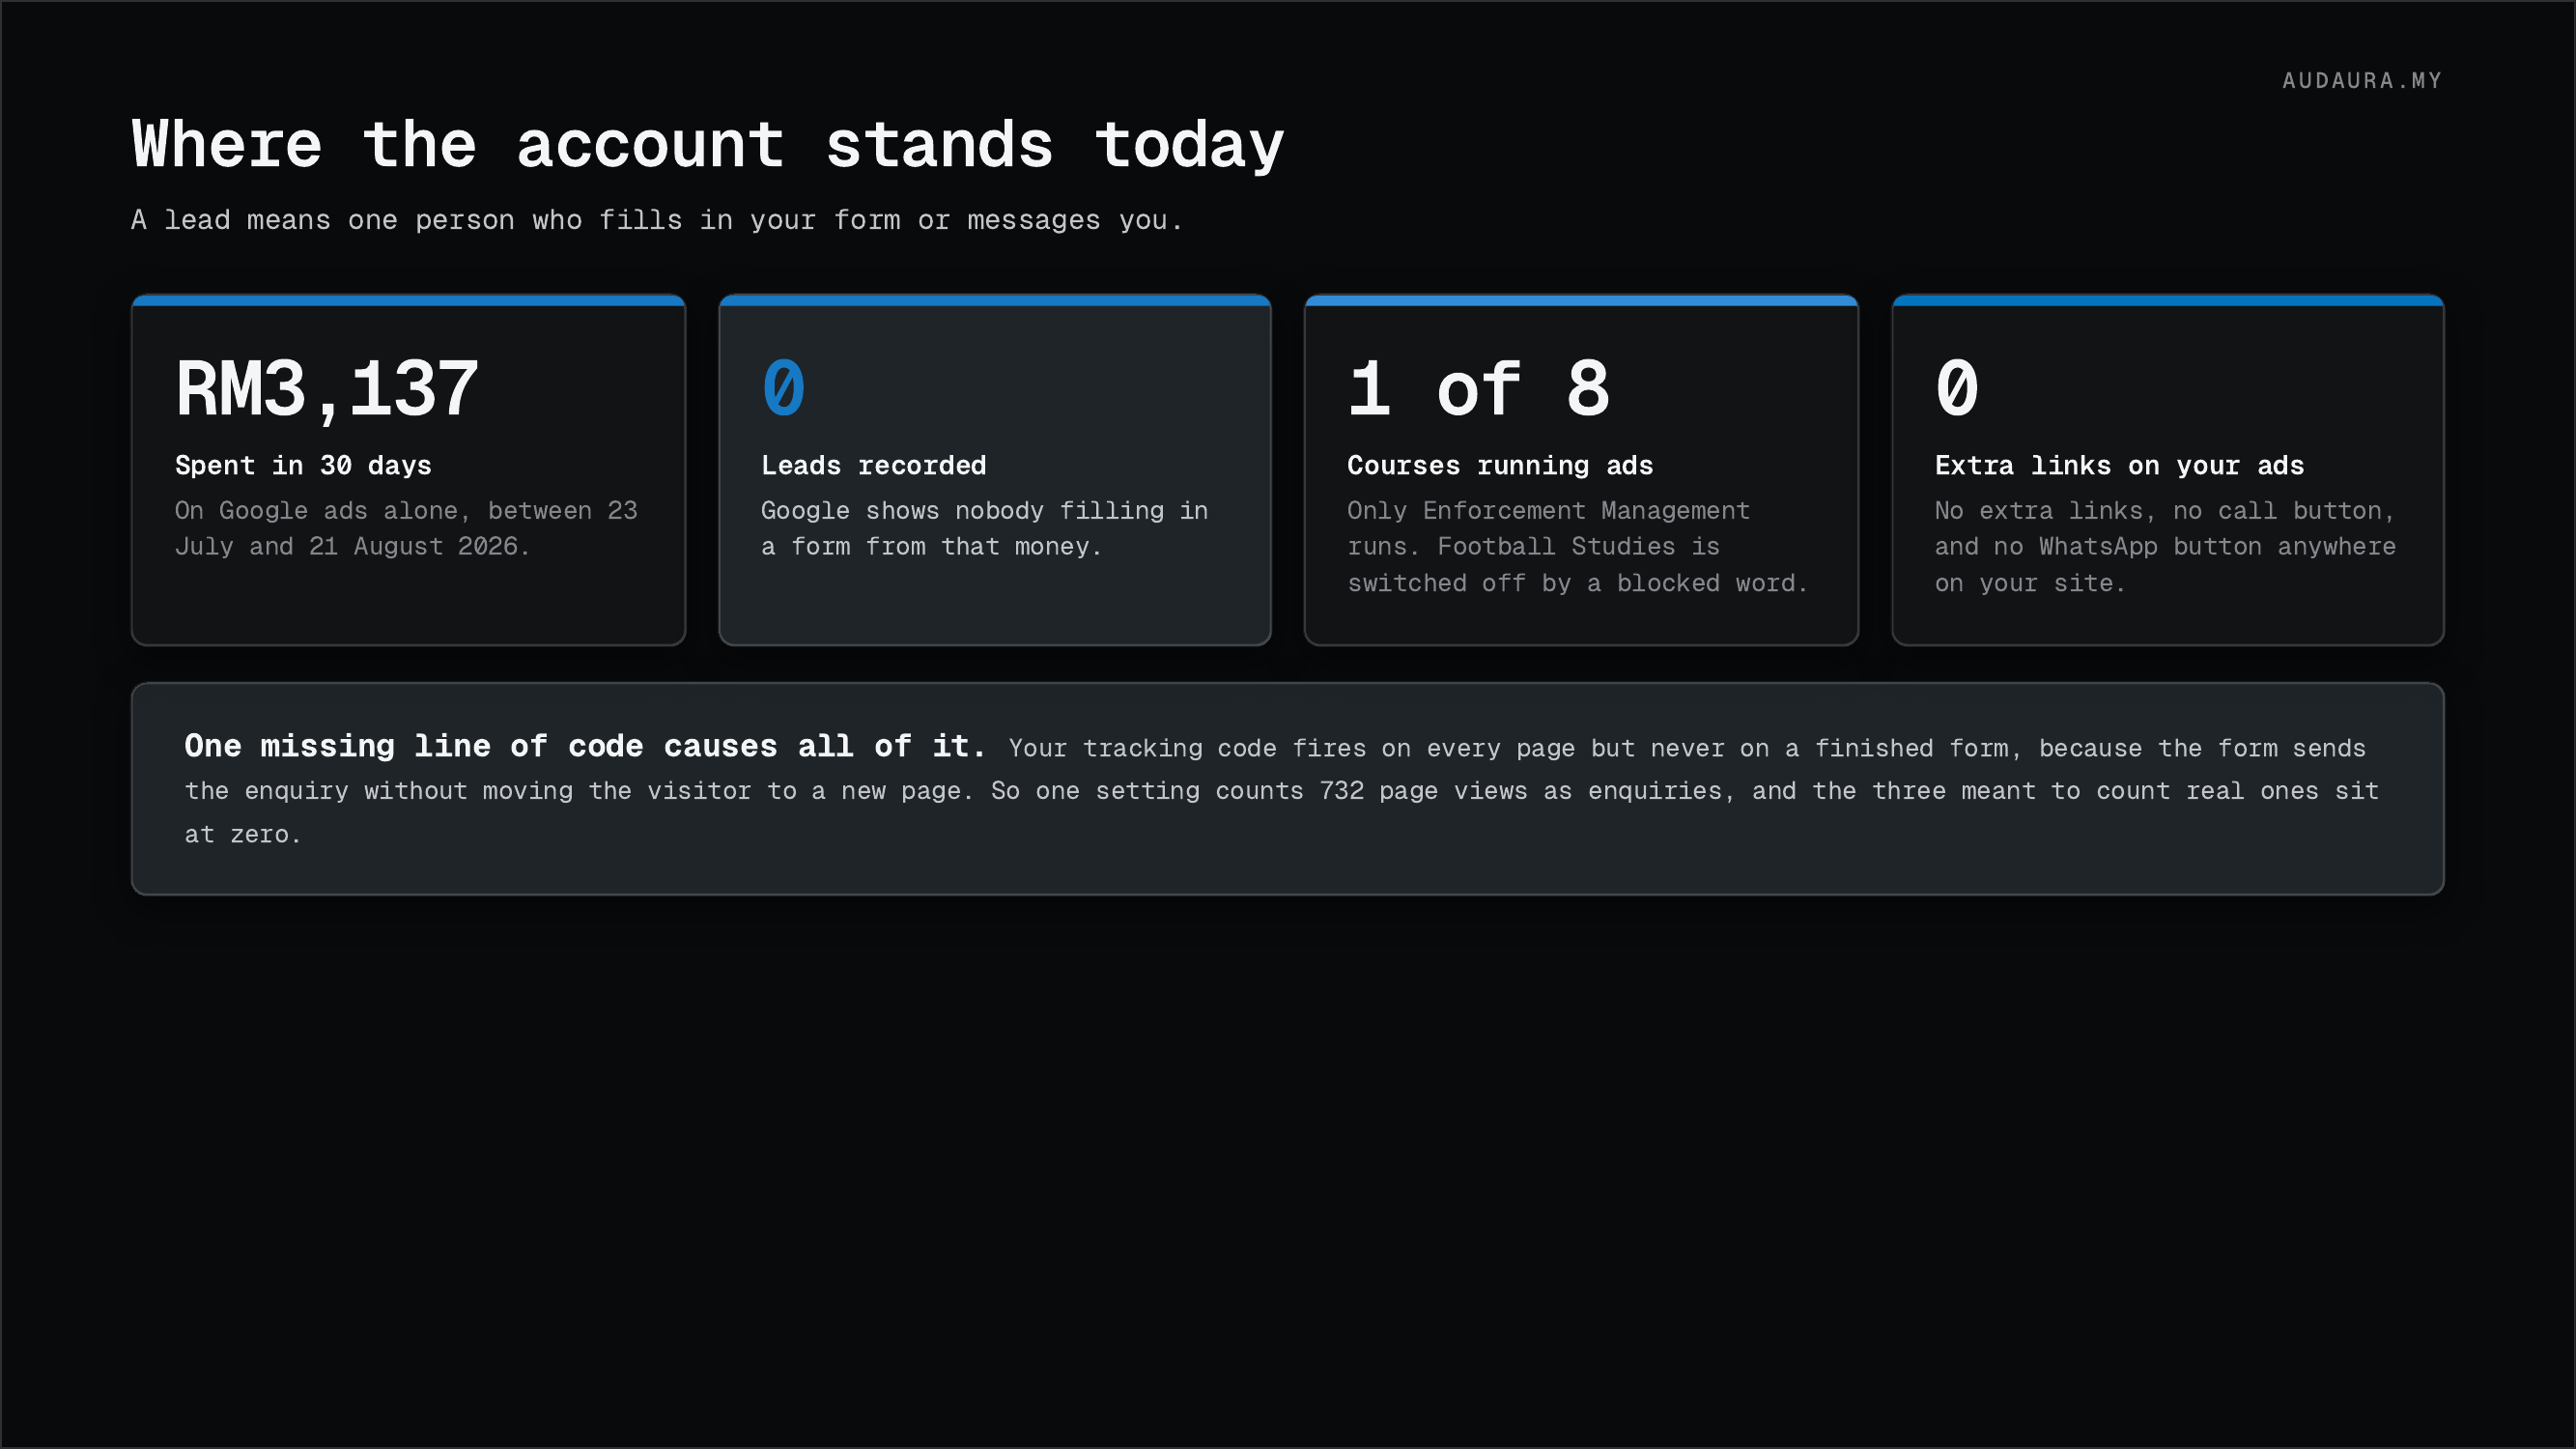 AUDAURA.MY
Where the account stands today
A lead means one person who fills in your form or messages you.
RM3,137
Spent in 30 days
On Google ads alone, between 23
July and 21 August 2026.
0
Leads recorded
Google shows nobody filling in
a form from that money.
1 of 8
Courses running ads
Only Enforcement Management
runs. Football Studies is
switched off by a blocked word.
0
Extra links on your ads
No extra links, no call button,
and no WhatsApp button anywhere
on your site.
One missing line of code causes all of it. Your tracking code fires on every page but never on a finished form, because the form sends
the enquiry without moving the visitor to a new page. So one setting counts 732 page views as enquiries, and the three meant to count real ones sit
at zero.